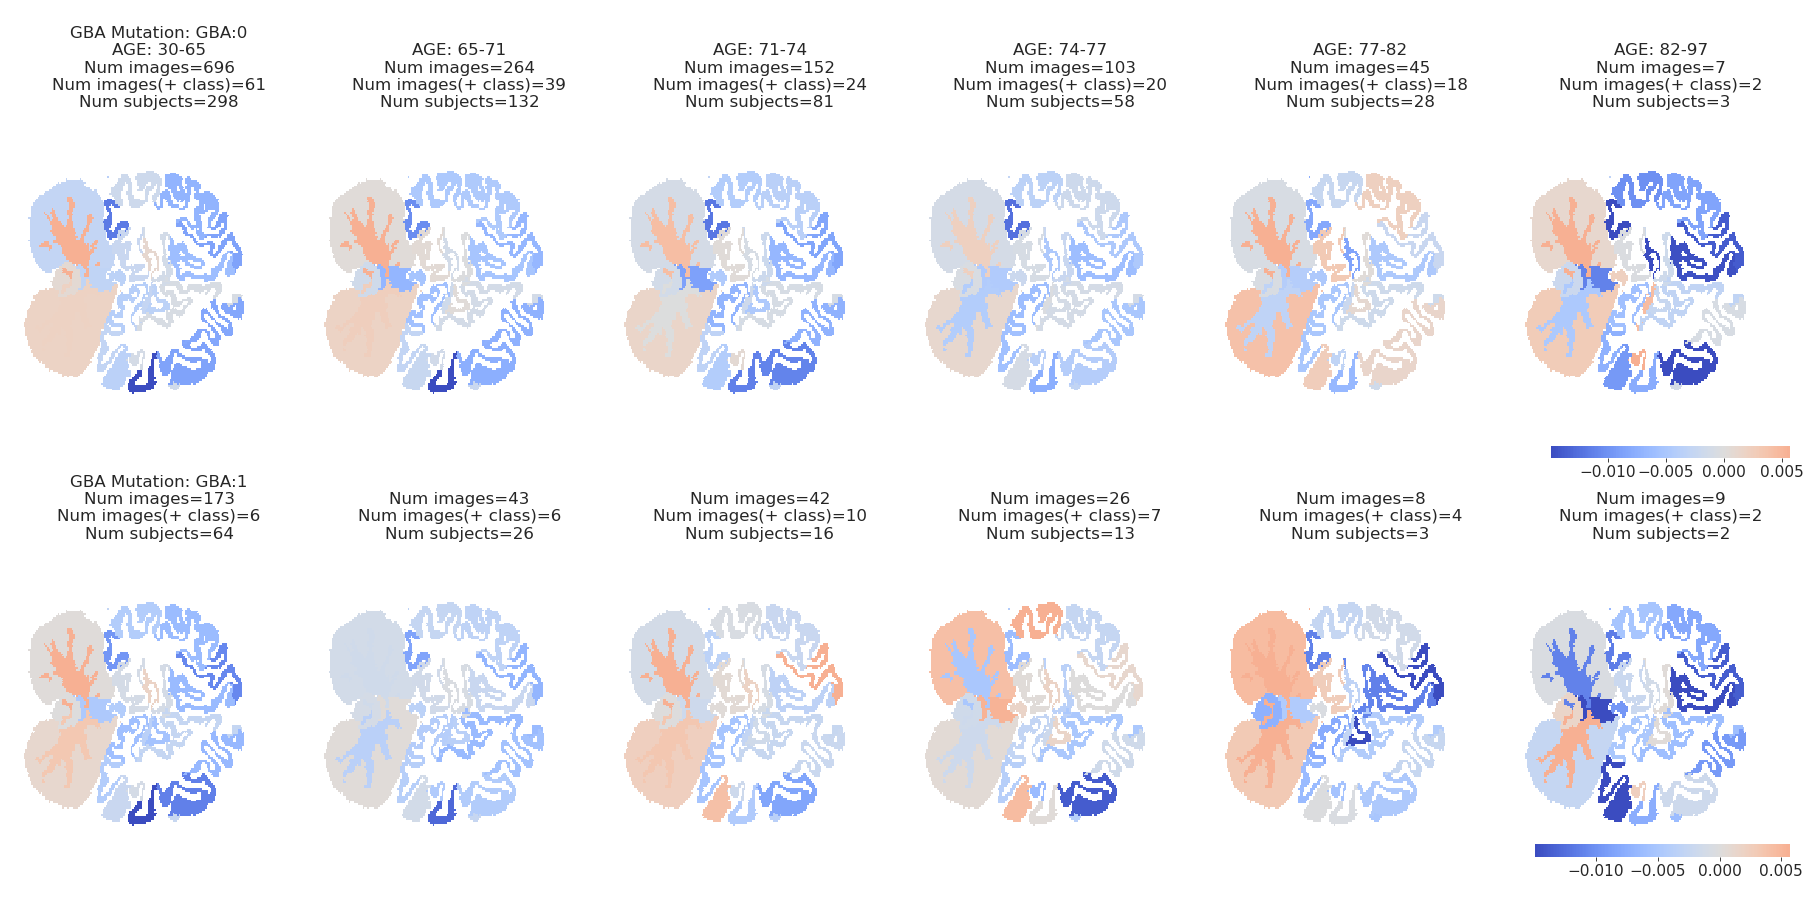 GBA Mutation: GBA:0
AGE: 30-65
Num images=696
Num images(+ class)=61
Num subjects=298
AGE: 65-71
Num images=264
Num images(+ class)=39
Num subjects=132
AGE: 71-74
Num images=152
Num images(+ class)=24
Num subjects=81
AGE: 74-77
Num images=103
Num images(+ class)=20
Num subjects=58
AGE: 77-82
Num images=45
Num images(+ class)=18
Num subjects=28
AGE: 82-97
Num images=7
Num images(+ class)=2
Num subjects=3
−0.010 −0.005 0.000 0.005
GBA Mutation: GBA:1
Num images=173
Num images(+ class)=6
Num subjects=64
Num images=43
Num images(+ class)=6
Num subjects=26
Num images=42
Num images(+ class)=10
Num subjects=16
Num images=26
Num images(+ class)=7
Num subjects=13
Num images=8
Num images(+ class)=4
Num subjects=3
Num images=9
Num images(+ class)=2
Num subjects=2
−0.010 −0.005 0.000 0.005